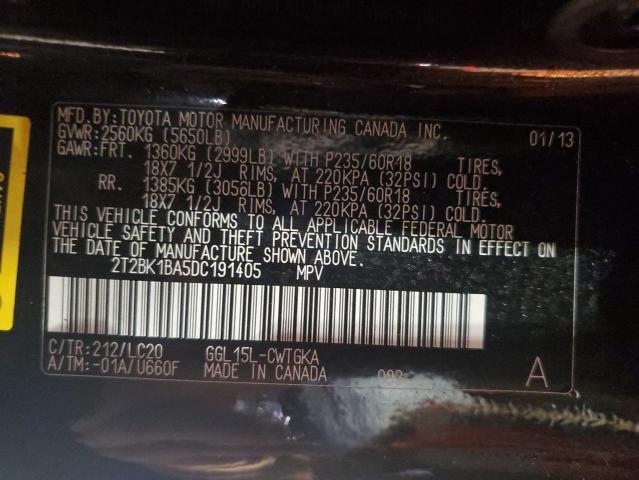 MFD.BY:TOYOTA MOTOR MANUFACTURING CANADA INC. 01/13
GVWR:2560KG (5650LB)
GAWR:FRT. 1360KG (2999LB) WITH P235/60R18 TIRES,
18X7 1/2J RIMS, AT 220KPA (32PSI) COLD.
RR. 1385KG (3056LB) WITH P235/60R18 TIRES,
18X7 1/2J RIMS, AT 220KPA (32PSI) COLD.
THIS VEHICLE CONFORMS TO ALL APPLICABLE FEDERAL MOTOR
VEHICLE SAFETY AND THEFT PREVENTION STANDARDS IN EFFECT ON
THE DATE OF MANUFACTURE SHOWN ABOVE.
2T2BK1BA5DC191405 MPV
C/TR:212/LC20 GGL15L-CWTGKA
A/TM:-01A/U660F MADE IN CANADA A